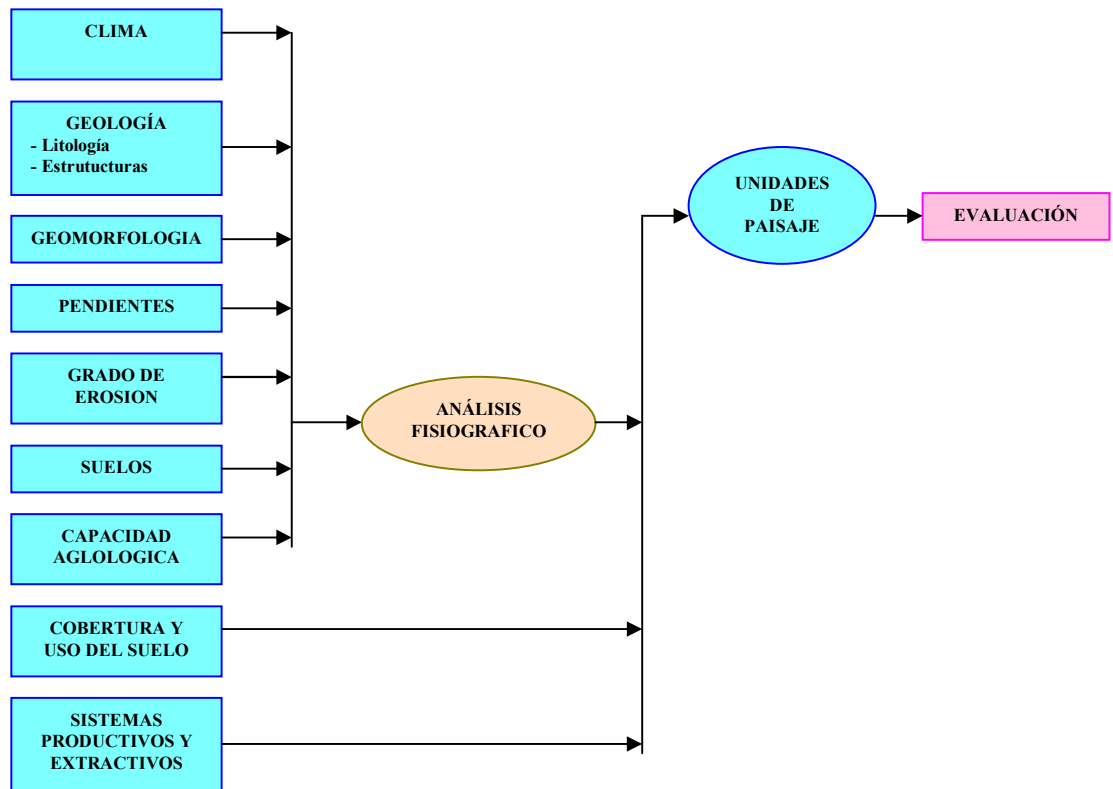 CLIMA
GEOLOGÍA
- Litología
- Estrutucturas
GEOMORFOLOGIA
PENDIENTES
GRADO DE
EROSION
SUELOS
CAPACIDAD
AGLOLOGICA
COBERTURA Y
USO DEL SUELO
SISTEMAS
PRODUCTIVOS Y
EXTRACTIVOS
ANÁLISIS
FISIOGRAFICO
UNIDADES
DE
PAISAJE
EVALUACIÓN